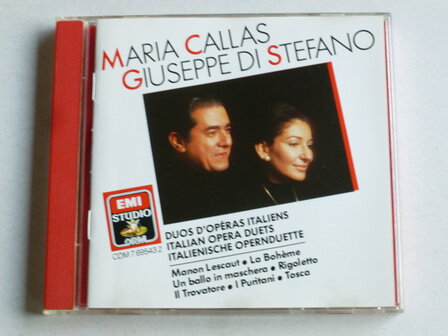 MARIA CALLAS
GIUSEPPE DI STEFANO
EMI
STUDIO
DRM
CDM 7 69543 2
DUOS D'OPÉRAS ITALIENS
ITALIAN OPERA DUETS
ITALIENISCHE OPERNDUETTE
Manon Lescaut • La Bohème
Un ballo in maschera • Rigoletto
Il Trovatore • I Puritani • Tosca